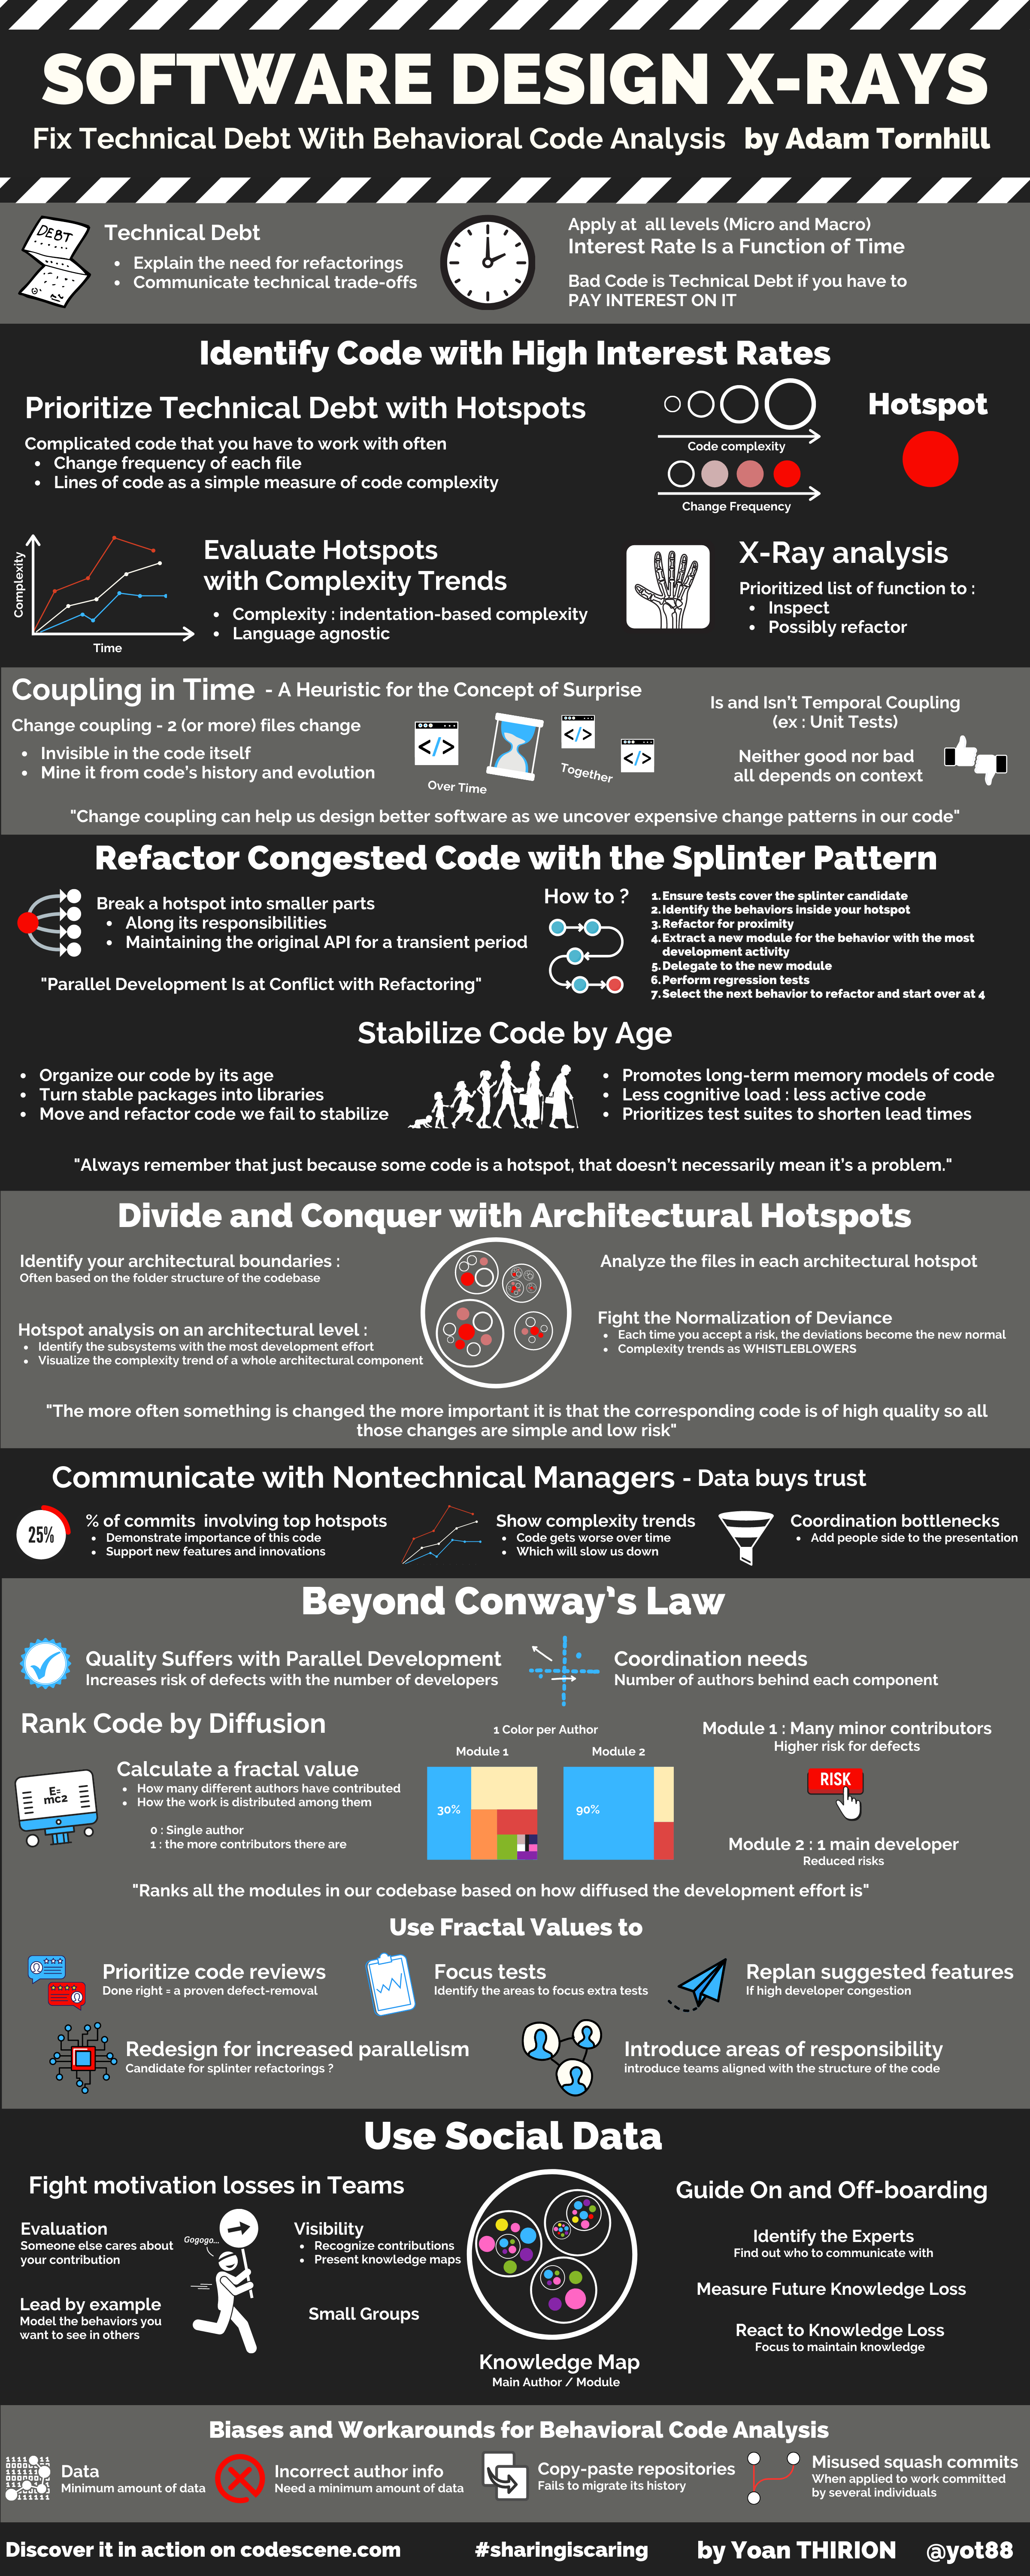 SOFTWARE DESIGN X-RAYS
Fix Technical Debt With Behavioral Code Analysis by Adam Tornhill
DEBT
Technical Debt
• Explain the need for refactorings
• Communicate technical trade-offs
Apply at all levels (Micro and Macro)
Interest Rate Is a Function of Time
Bad Code is Technical Debt if you have to
PAY INTEREST ON IT
Identify Code with High Interest Rates
Prioritize Technical Debt with Hotspots
Complicated code that you have to work with often
• Change frequency of each file
• Lines of code as a simple measure of code complexity
Code complexity
Change Frequency
Hotspot
Complexity
Time
Evaluate Hotspots
with Complexity Trends
• Complexity : indentation-based complexity
• Language agnostic
X-Ray analysis
Prioritized list of function to :
• Inspect
• Possibly refactor
Coupling in Time - A Heuristic for the Concept of Surprise
Change coupling - 2 (or more) files change
• Invisible in the code itself
• Mine it from code's history and evolution
</>
Over Time
</>
Together
</>
Is and Isn't Temporal Coupling
(ex : Unit Tests)
Neither good nor bad
all depends on context
"Change coupling can help us design better software as we uncover expensive change patterns in our code"
Refactor Congested Code with the Splinter Pattern
Break a hotspot into smaller parts
• Along its responsibilities
• Maintaining the original API for a transient period
"Parallel Development Is at Conflict with Refactoring"
How to ?
1. Ensure tests cover the splinter candidate
2. Identify the behaviors inside your hotspot
3. Refactor for proximity
4. Extract a new module for the behavior with the most
development activity
5. Delegate to the new module
6. Perform regression tests
7. Select the next behavior to refactor and start over at 4
Stabilize Code by Age
• Organize our code by its age
• Turn stable packages into libraries
• Move and refactor code we fail to stabilize
• Promotes long-term memory models of code
• Less cognitive load : less active code
• Prioritizes test suites to shorten lead times
"Always remember that just because some code is a hotspot, that doesn't necessarily mean it's a problem."
Divide and Conquer with Architectural Hotspots
Identify your architectural boundaries :
Often based on the folder structure of the codebase
Hotspot analysis on an architectural level :
• Identify the subsystems with the most development effort
• Visualize the complexity trend of a whole architectural component
Analyze the files in each architectural hotspot
Fight the Normalization of Deviance
• Each time you accept a risk, the deviations become the new normal
• Complexity trends as WHISTLEBLOWERS
"The more often something is changed the more important it is that the corresponding code is of high quality so all
those changes are simple and low risk"
Communicate with Nontechnical Managers - Data buys trust
25%
% of commits involving top hotspots
• Demonstrate importance of this code
• Support new features and innovations
Show complexity trends
• Code gets worse over time
• Which will slow us down
Coordination bottlenecks
• Add people side to the presentation
Beyond Conway's Law
Quality Suffers with Parallel Development
Increases risk of defects with the number of developers
Coordination needs
Number of authors behind each component
Rank Code by Diffusion
E=
mc2
Calculate a fractal value
• How many different authors have contributed
• How the work is distributed among them
0 : Single author
1 : the more contributors there are
1 Color per Author
Module 1
30%
Module 2
90%
Module 1 : Many minor contributors
Higher risk for defects
RISK
Module 2 : 1 main developer
Reduced risks
"Ranks all the modules in our codebase based on how diffused the development effort is"
Use Fractal Values to
Prioritize code reviews
Done right = a proven defect-removal
Focus tests
Identify the areas to focus extra tests
Replan suggested features
If high developer congestion
Redesign for increased parallelism
Candidate for splinter refactorings ?
Introduce areas of responsibility
introduce teams aligned with the structure of the code
Use Social Data
Fight motivation losses in Teams
Evaluation
Someone else cares about
your contribution
Lead by example
Model the behaviors you
want to see in others
Gogogo...
Visibility
• Recognize contributions
• Present knowledge maps
Small Groups
Knowledge Map
Main Author / Module
Guide On and Off-boarding
Identify the Experts
Find out who to communicate with
Measure Future Knowledge Loss
React to Knowledge Loss
Focus to maintain knowledge
Biases and Workarounds for Behavioral Code Analysis
Data
Minimum amount of data
Incorrect author info
Need a minimum amount of data
Copy-paste repositories
Fails to migrate its history
Misused squash commits
When applied to work committed
by several individuals
Discover it in action on codescene.com
#sharingiscaring
by Yoan THIRION
@yot88